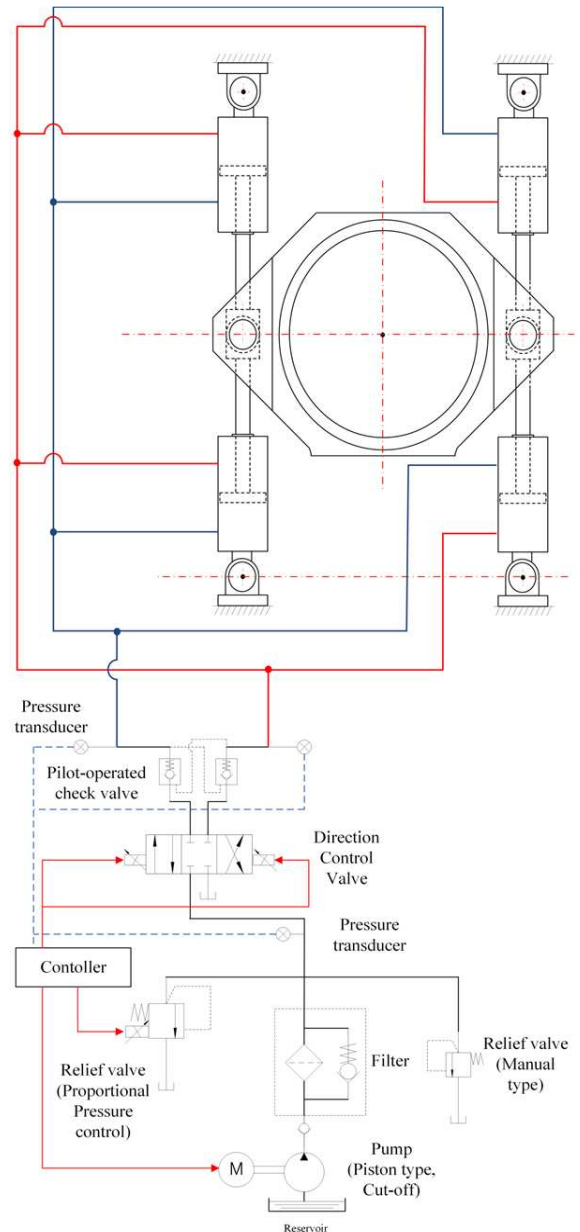 Pressure
transducer
Pilot-operated
check valve
Direction
Control
Valve
Pressure
transducer
Contoller
Relief valve
(Proportional
Pressure
control)
Filter
Relief valve
(Manual
type)
M
Pump
(Piston type,
Cut-off)
Reservoir